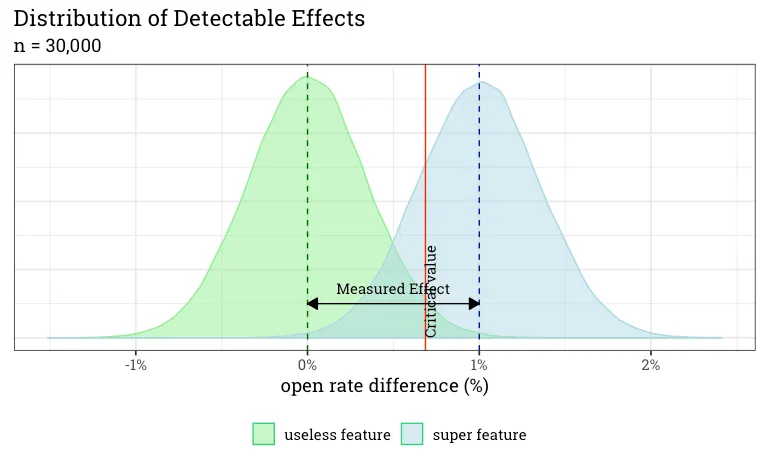 Distribution of Detectable Effects
n = 30,000
Measured Effect
Critical value
-1%
0%
1%
2%
open rate difference (%)
useless feature
super feature